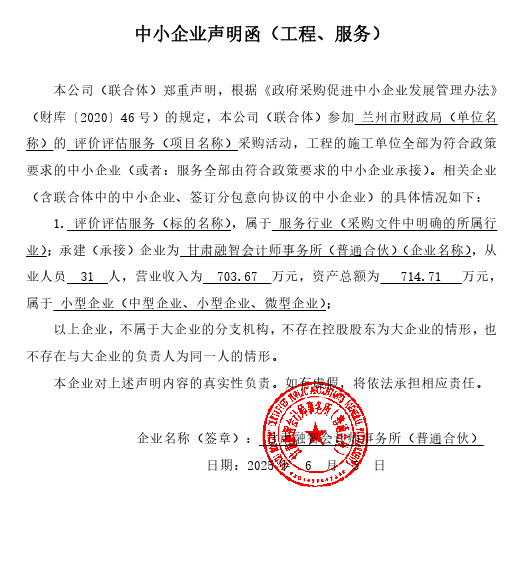 中小企业声明函（工程、服务）
本公司（联合体）郑重声明，根据《政府采购促进中小企业发展管理办法》
（财库〔2020〕46 号）的规定，本公司（联合体）参加 兰州市财政局（单位名
称）的 评价评估服务（项目名称）采购活动，工程的施工单位全部为符合政策
要求的中小企业（或者：服务全部由符合政策要求的中小企业承接）。相关企业
（含联合体中的中小企业、签订分包意向协议的中小企业）的具体情况如下：
1. 评价评估服务（标的名称），属于 服务行业（采购文件中明确的所属行
业）；承建（承接）企业为 甘肃融智会计师事务所（普通合伙）（企业名称），从
业人员 31 人，营业收入为 703.67 万元，资产总额为 714.71 万元，
属于 小型企业（中型企业、小型企业、微型企业）；
以上企业，不属于大企业的分支机构，不存在控股股东为大企业的情形，也
不存在与大企业的负责人为同一人的情形。
本企业对上述声明内容的真实性负责。如有虚假，将依法承担相应责任。
企业名称（签章）：甘肃融智会计师事务所（普通合伙）
日期：2025 年 6 月 5 日